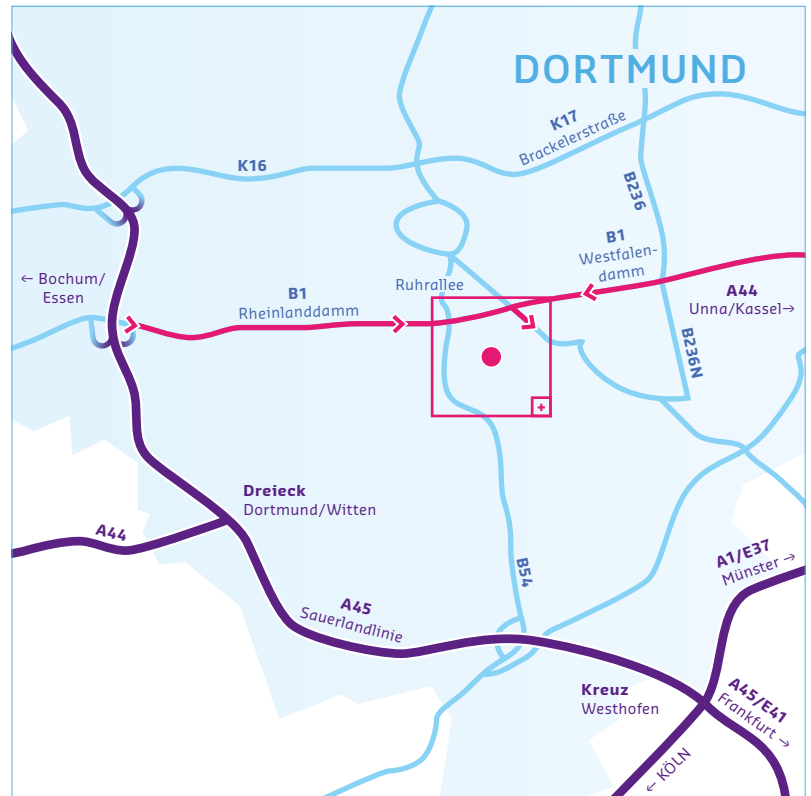 DORTMUND
K17
Brackelerstraße
K16
B236
B1
Westfalen-
damm
← Bochum/
Essen
Ruhrallee
B1
Rheinlanddamm
A44
Unna/Kassel→
B236N
+
Dreieck
Dortmund/Witten
A44
B54
A1/E37
Münster →
A45
Sauerlandlinie
Kreuz
Westhofen
A45/E41
Frankfurt →
← KÖLN